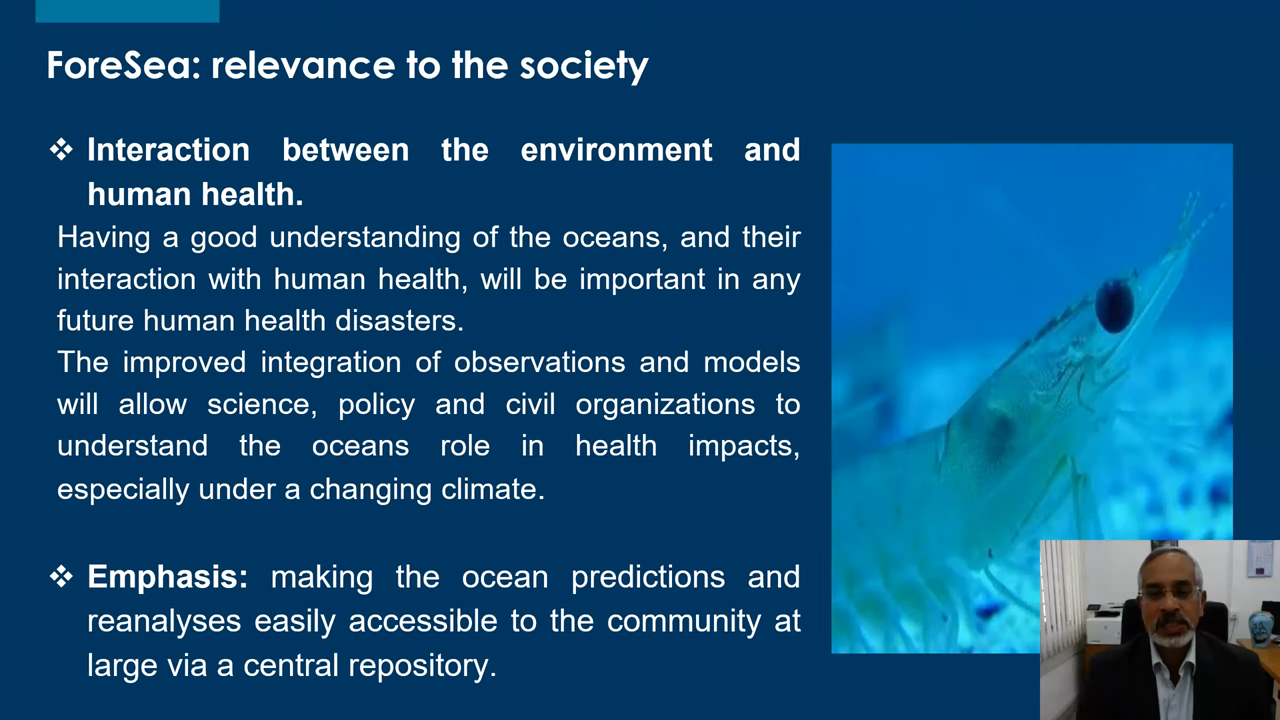 ForeSea: relevance to the society
❖ Interaction between the environment and
human health.
Having a good understanding of the oceans, and their
interaction with human health, will be important in any
future human health disasters.
The improved integration of observations and models
will allow science, policy and civil organizations to
understand the oceans role in health impacts,
especially under a changing climate.
❖ Emphasis: making the ocean predictions and
reanalyses easily accessible to the community at
large via a central repository.